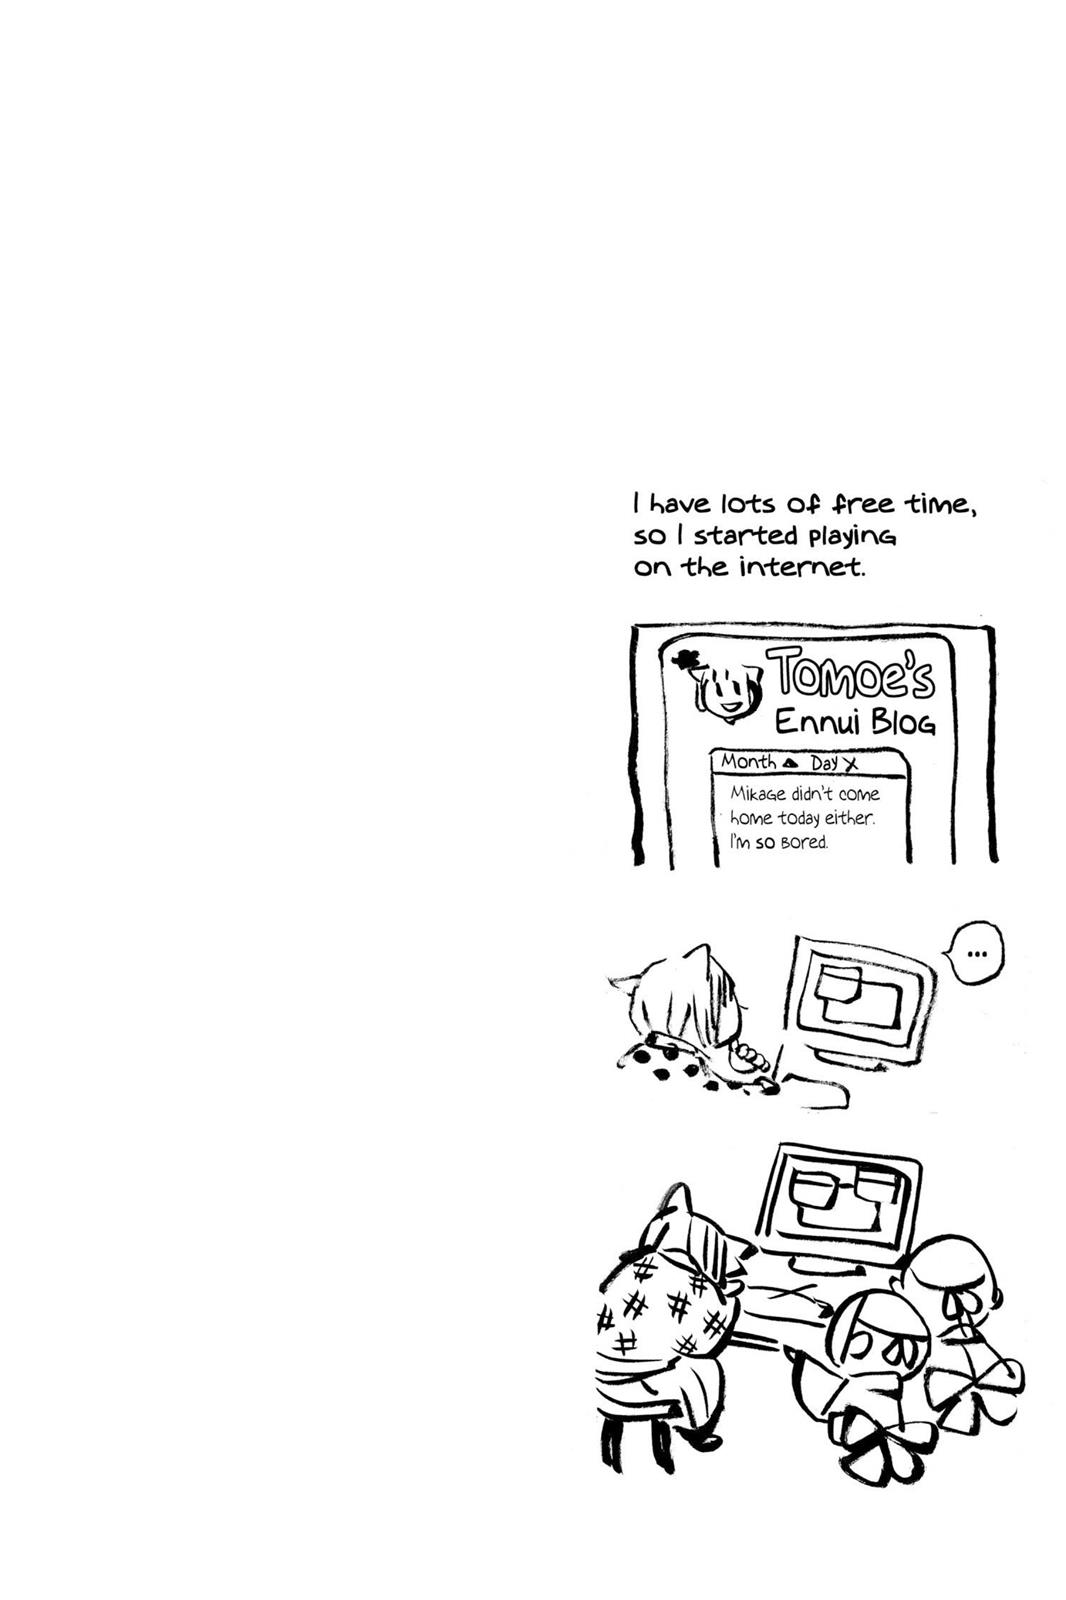 I have lots of free time,
so I started playing
on the internet.
Tomoe's
Ennui Blog
Month ▲ Day X
Mikage didn't come
home today either.
I'm so bored.
...